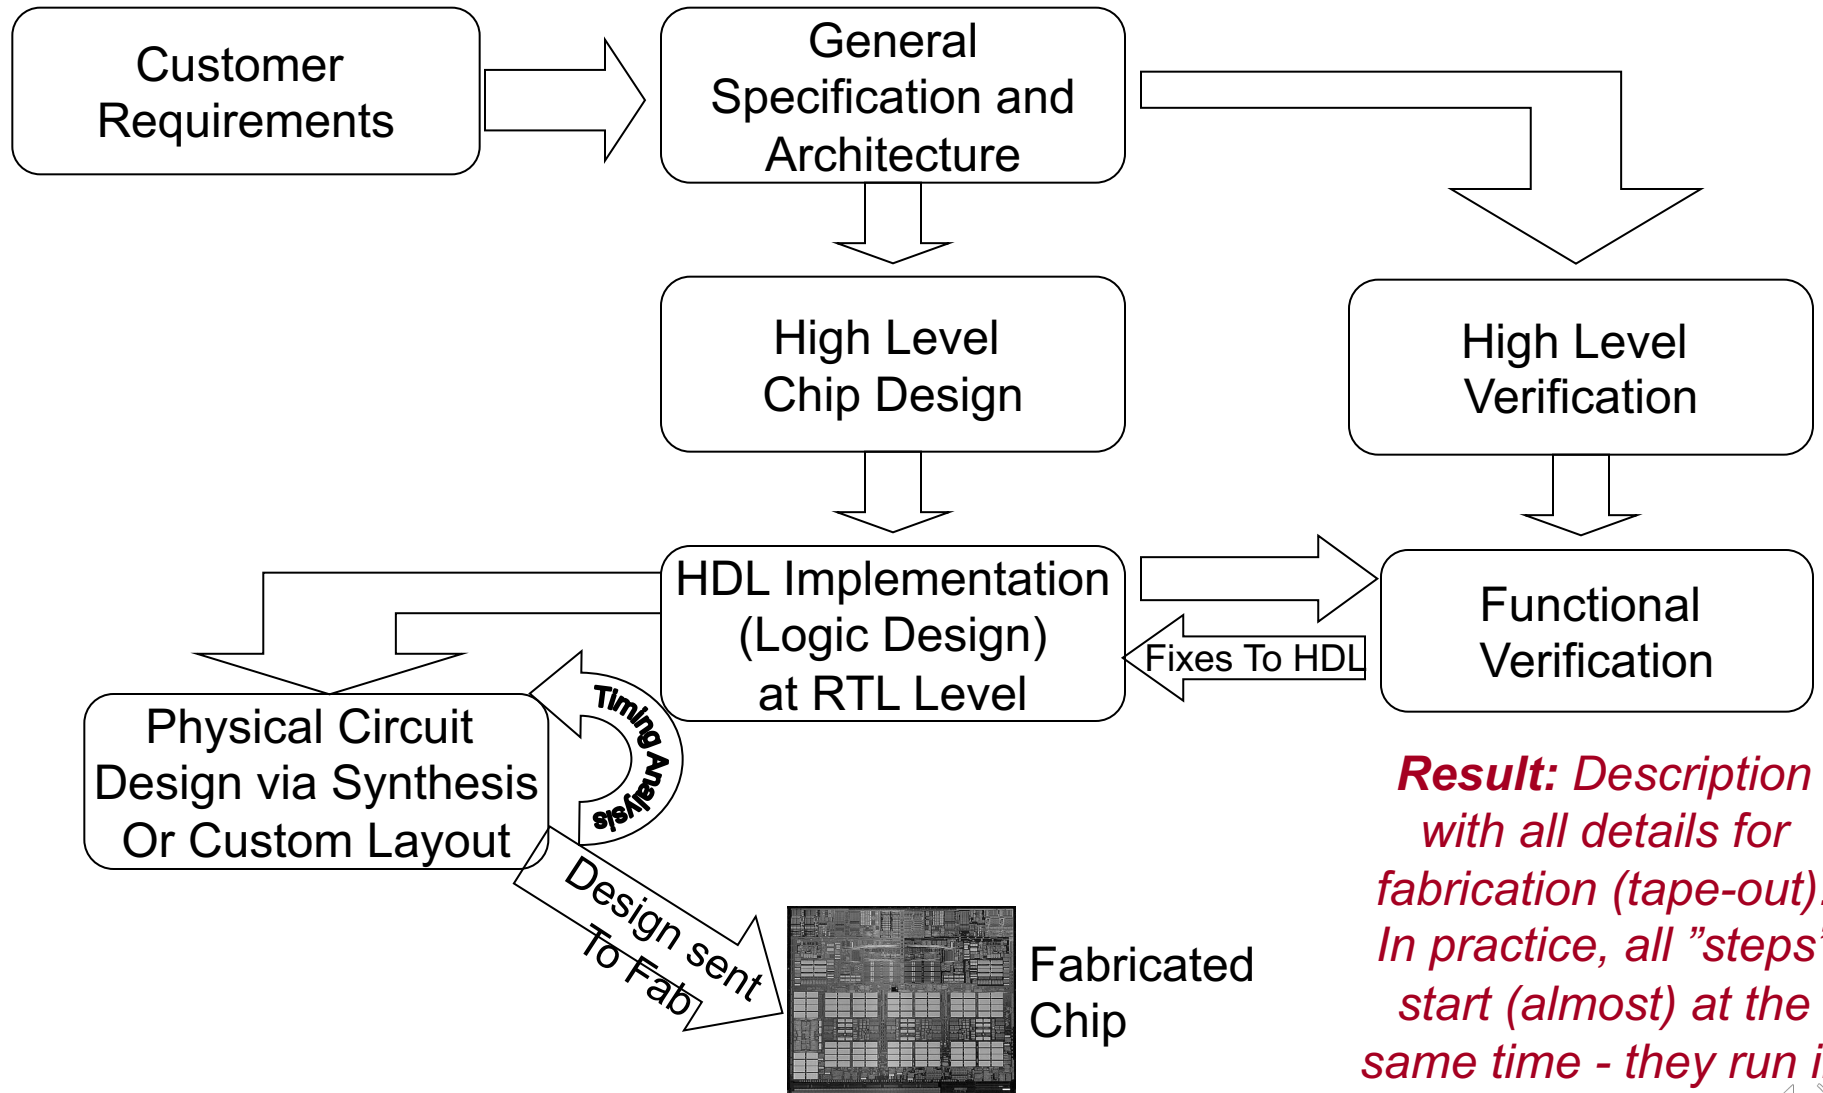 Customer
Requirements
General
Specification and
Architecture
High Level
Chip Design
High Level
Verification
HDL Implementation
(Logic Design)
at RTL Level
Fixes To HDL
Functional
Verification
Physical Circuit
Design via Synthesis
Or Custom Layout
Timing Analysis
Design sent
To Fab
Fabricated
Chip
Result: Description
with all details for
fabrication (tape-out).
In practice, all ”steps”
start (almost) at the
same time - they run